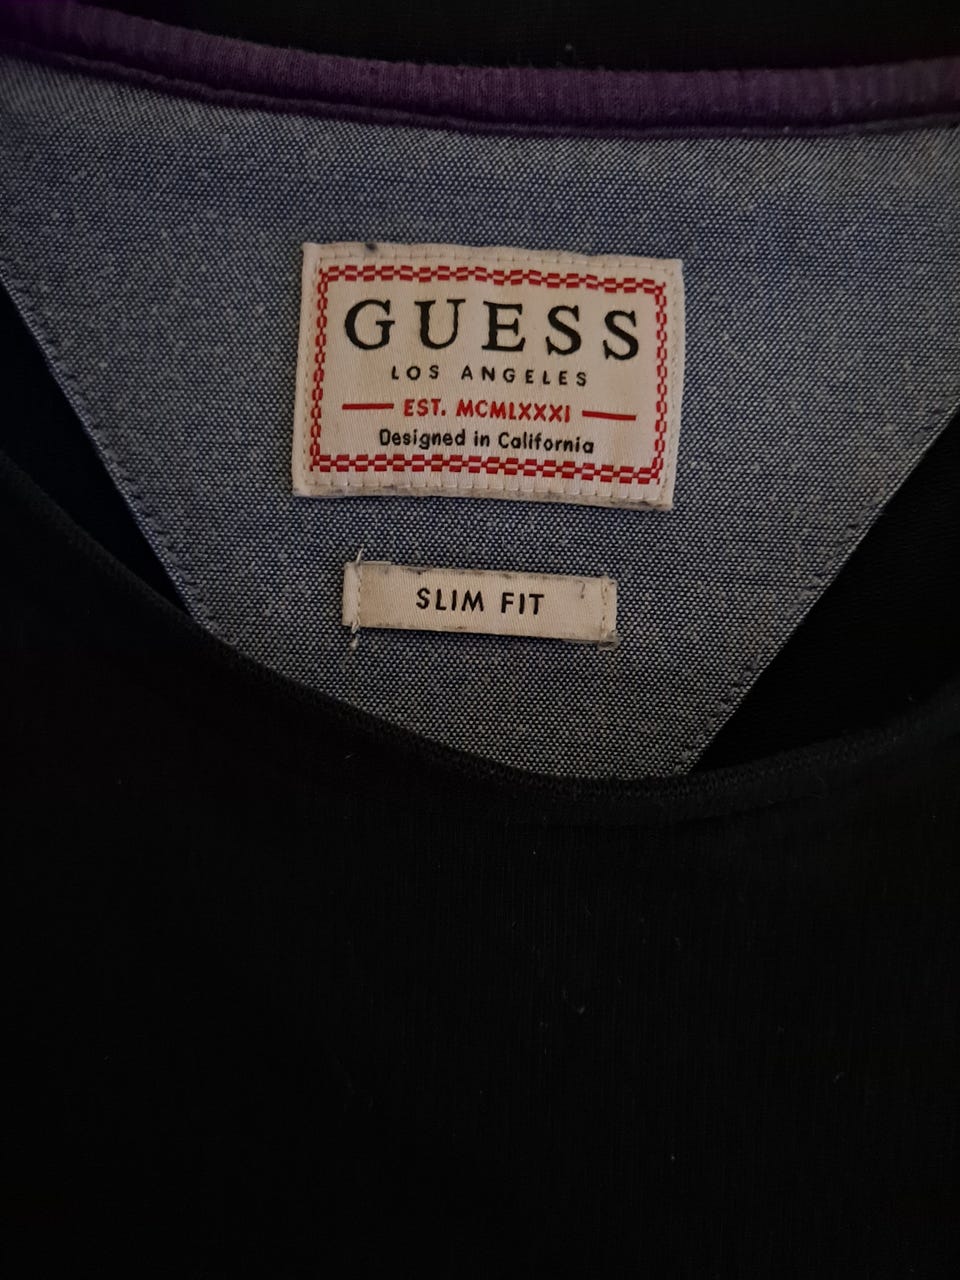 GUESS
LOS ANGELES
EST. MCMLXXXI
Designed in California
SLIM FIT